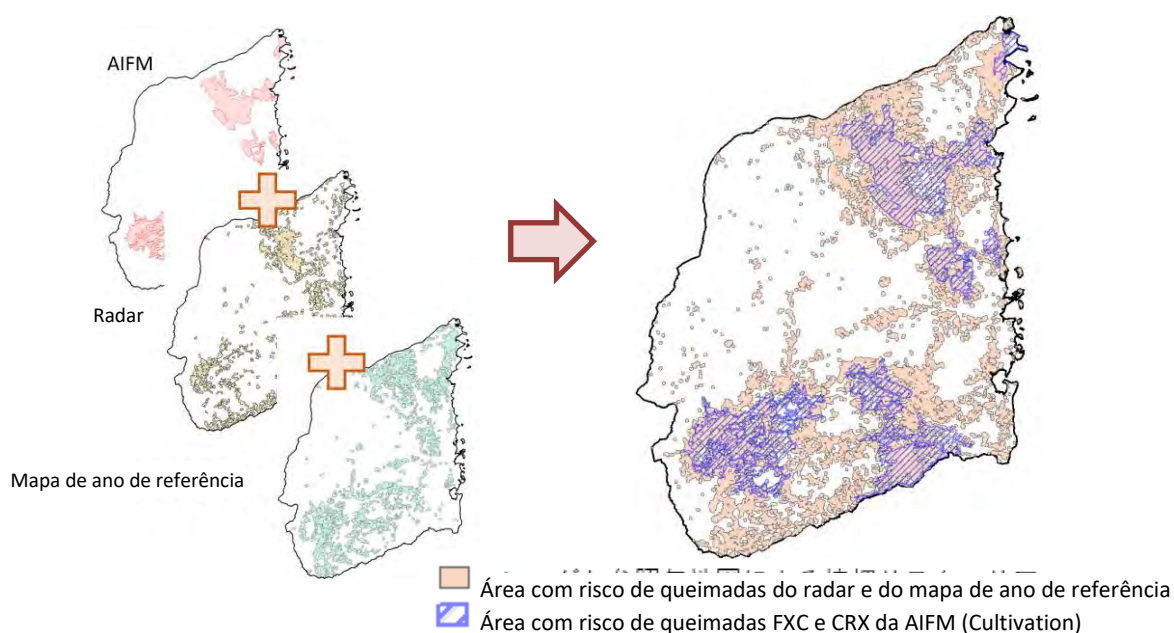 AIFM
Radar
Mapa de ano de referência
Área com risco de queimadas do radar e do mapa de ano de referência
Área com risco de queimadas FXC e CRX da AIFM (Cultivation)